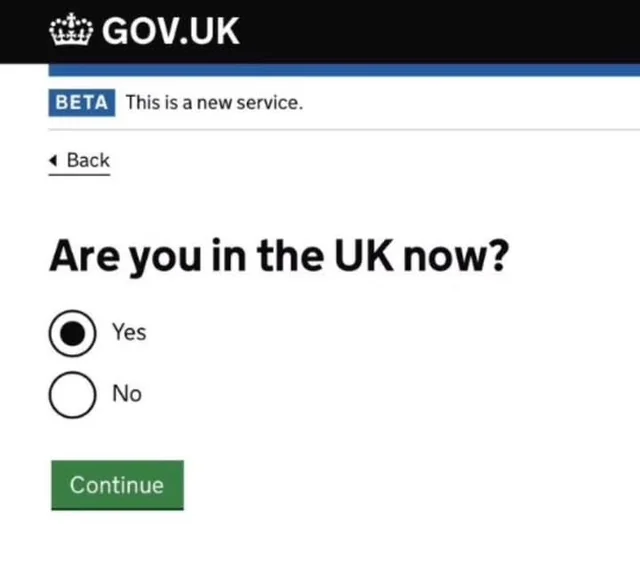 GOV.UK
BETA This is a new service.
Back
Are you in the UK now?
Yes
No
Continue